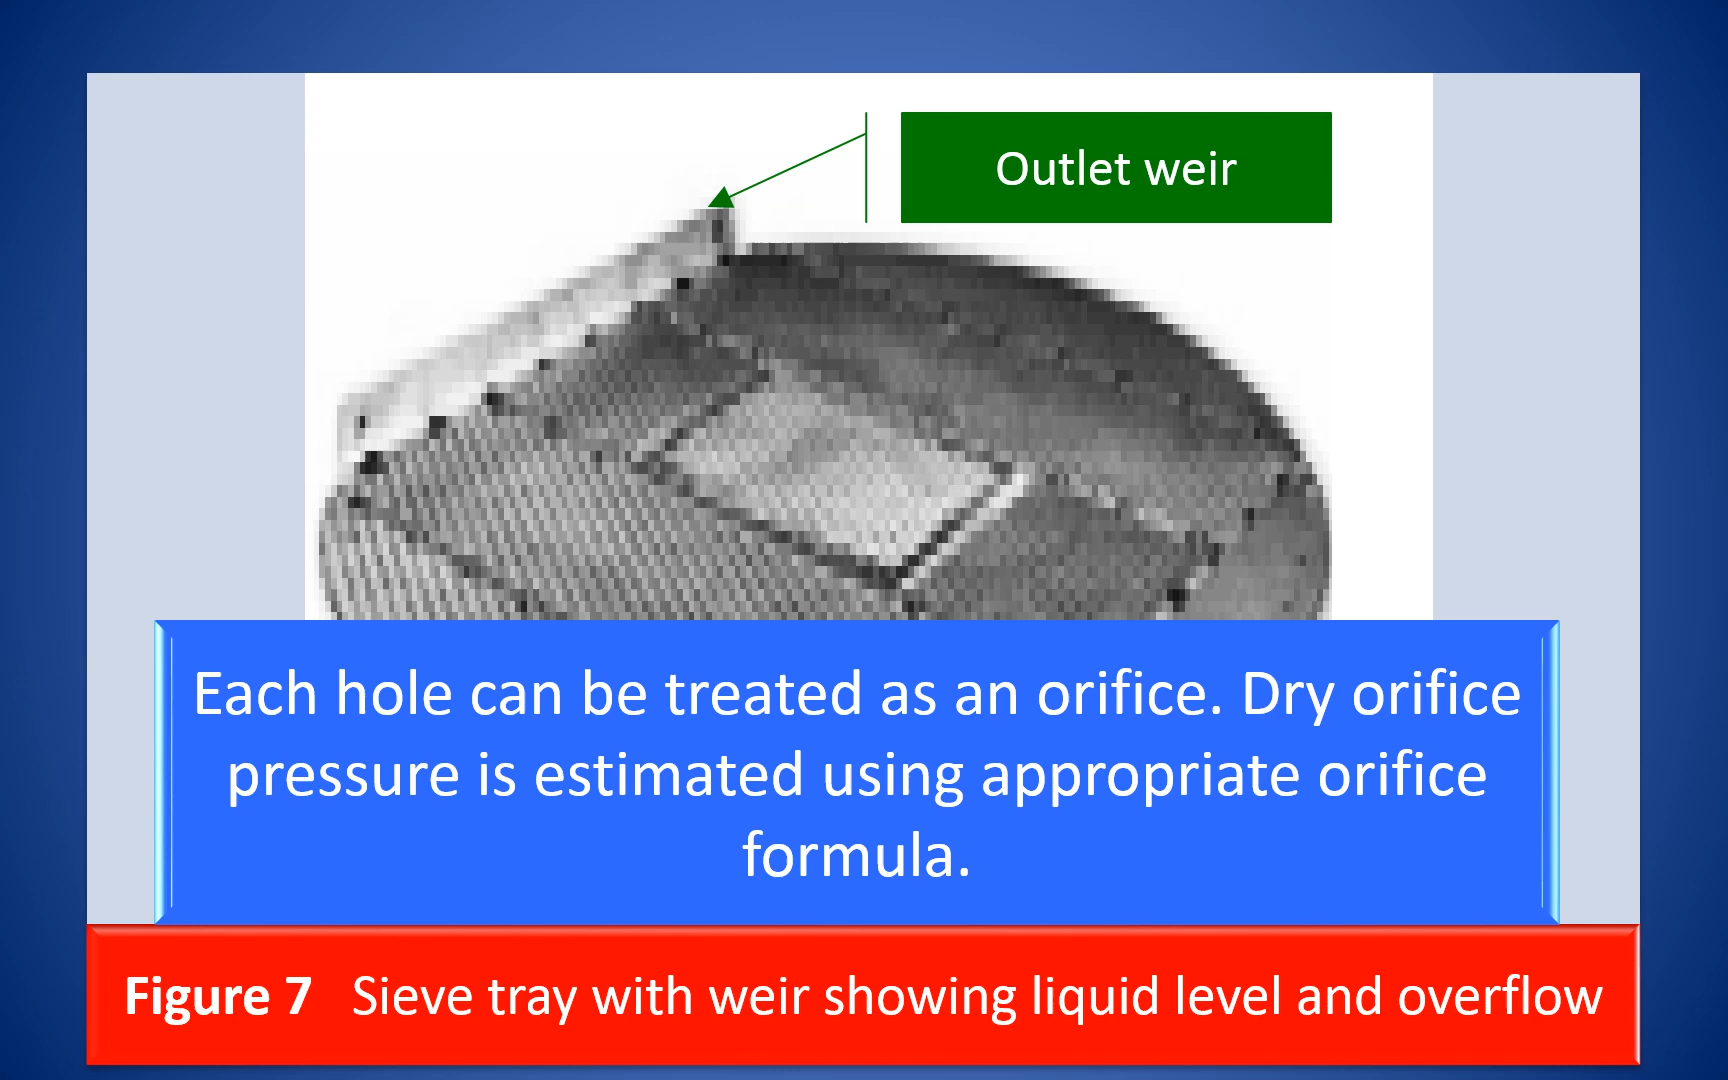 Outlet weir
Each hole can be treated as an orifice. Dry orifice
pressure is estimated using appropriate orifice
formula.
Figure 7 Sieve tray with weir showing liquid level and overflow